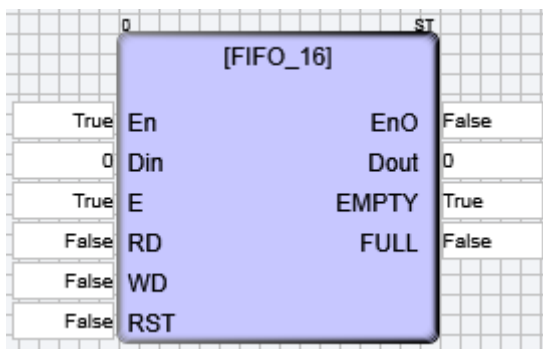 0 ST
[FIFO_16]
True En EnO False
0 Din Dout 0
True E EMPTY True
False RD FULL False
False WD
False RST